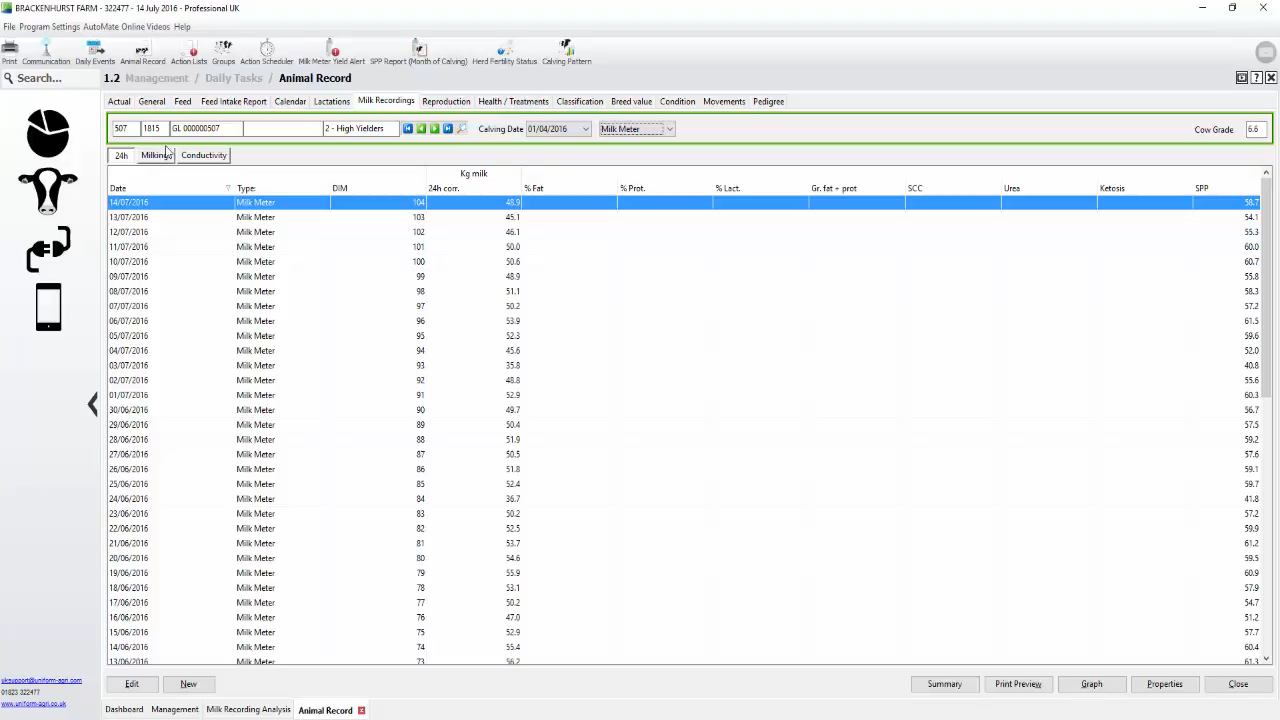 BRACKENHURST FARM - 322477 - 14 July 2016 - Professional UK
File Program Settings AutoMate Online Videos Help
Print Communication Daily Events Animal Record Action Lists Groups Action Scheduler Milk Meter Yield Alert SPP Report (Month of Calving) Herd Fertility Status Calving Pattern
Search... 1.2 Management / Daily Tasks / Animal Record
Actual General Feed Feed Intake Report Calendar Lactations Milk Recordings Reproduction Health / Treatments Classification Breed value Condition Movements Pedigree
507 1815 GL 000000507 2 - High Yielders Calving Date 01/04/2016 Milk Meter Cow Grade 6.6
24h Milkings Conductivity
Kg milk
Date Type: DIM 24h corr. % Fat % Prot. % Lact. Gr. fat + prot SCC Urea Ketosis SPP
14/07/2016 Milk Meter 104 48.9 58.7
13/07/2016 Milk Meter 103 45.1 54.1
12/07/2016 Milk Meter 102 46.1 55.3
11/07/2016 Milk Meter 101 50.0 60.0
10/07/2016 Milk Meter 100 50.6 60.7
09/07/2016 Milk Meter 99 48.9 55.8
08/07/2016 Milk Meter 98 51.1 58.3
07/07/2016 Milk Meter 97 50.2 57.2
06/07/2016 Milk Meter 96 53.9 61.5
05/07/2016 Milk Meter 95 52.3 59.6
04/07/2016 Milk Meter 94 45.6 52.0
03/07/2016 Milk Meter 93 35.8 40.8
02/07/2016 Milk Meter 92 48.8 55.6
01/07/2016 Milk Meter 91 52.9 60.3
30/06/2016 Milk Meter 90 49.7 56.7
29/06/2016 Milk Meter 89 50.4 57.5
28/06/2016 Milk Meter 88 51.9 59.2
27/06/2016 Milk Meter 87 50.5 57.6
26/06/2016 Milk Meter 86 51.8 59.1
25/06/2016 Milk Meter 85 52.4 59.7
24/06/2016 Milk Meter 84 36.7 41.8
23/06/2016 Milk Meter 83 50.2 57.2
22/06/2016 Milk Meter 82 52.5 59.9
21/06/2016 Milk Meter 81 53.7 61.2
20/06/2016 Milk Meter 80 54.6 59.5
19/06/2016 Milk Meter 79 55.9 60.9
18/06/2016 Milk Meter 78 53.1 57.9
17/06/2016 Milk Meter 77 50.2 54.7
16/06/2016 Milk Meter 76 47.0 51.2
15/06/2016 Milk Meter 75 52.9 57.7
14/06/2016 Milk Meter 74 55.4 60.4
13/06/2016 Milk Meter 73 56.2 61.3
Edit New Summary Print Preview Graph Properties Close
uksupport@uniform-agri.com
01823 322477
www.uniform-agri.co.uk
Dashboard Management Milk Recording Analysis Animal Record